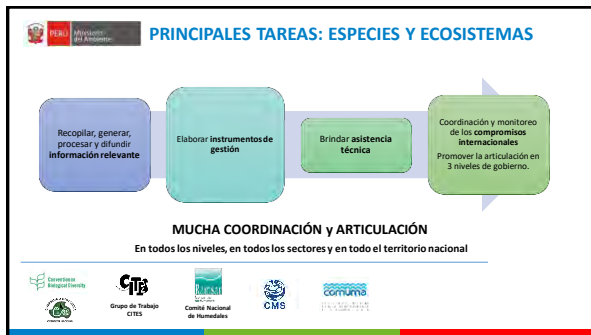 PERÚ
Ministerio
del Ambiente
PRINCIPALES TAREAS: ESPECIES Y ECOSISTEMAS
Recopilar, generar,
procesar y difundir
información relevante
Elaborar instrumentos de
gestión
Brindar asistencia
técnica
Coordinación y monitoreo
de los compromisos
internacionales
Promover la articulación en
3 niveles de gobierno.
MUCHA COORDINACIÓN y ARTICULACIÓN
En todos los niveles, en todos los sectores y en todo el territorio nacional
Convention on
Biological Diversity
CITES
Grupo de Trabajo
CITES
Ramsar
Comité Nacional
de Humedales
CMS
comuma